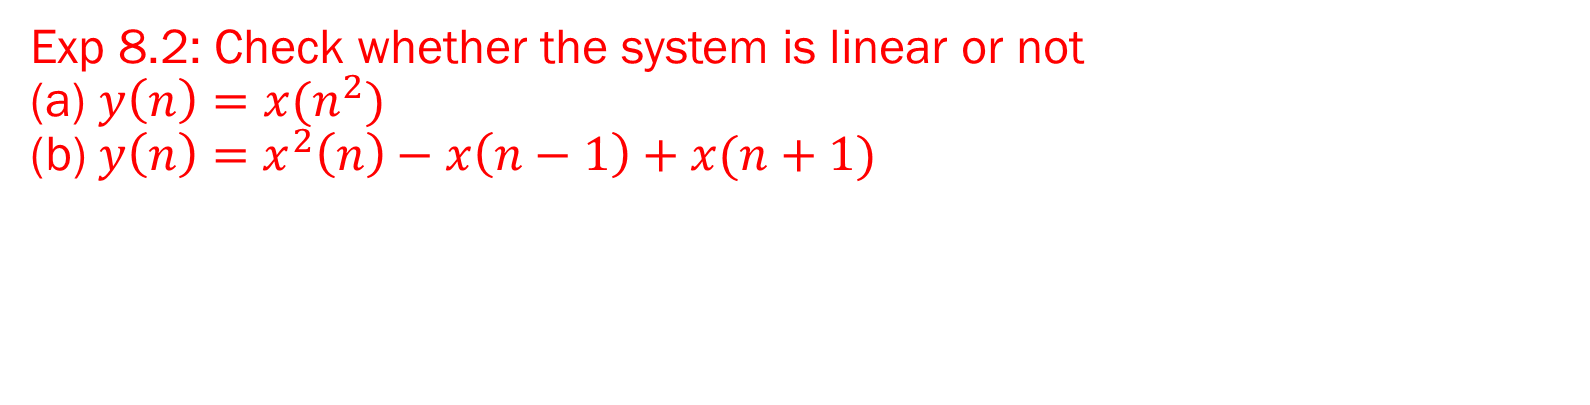 Exp 8.2: Check whether the system is linear or not
(a) y(n) = x(n²)
(b) y(n) = x²(n) − x(n − 1) + x(n + 1)